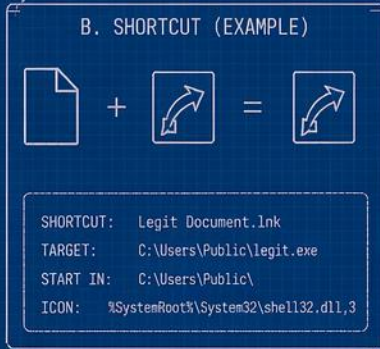 B. SHORTCUT (EXAMPLE)
+ =
SHORTCUT: Legit Document.lnk
TARGET: C:\Users\Public\legit.exe
START IN: C:\Users\Public\
ICON: %SystemRoot%\System32\shell32.dll,3